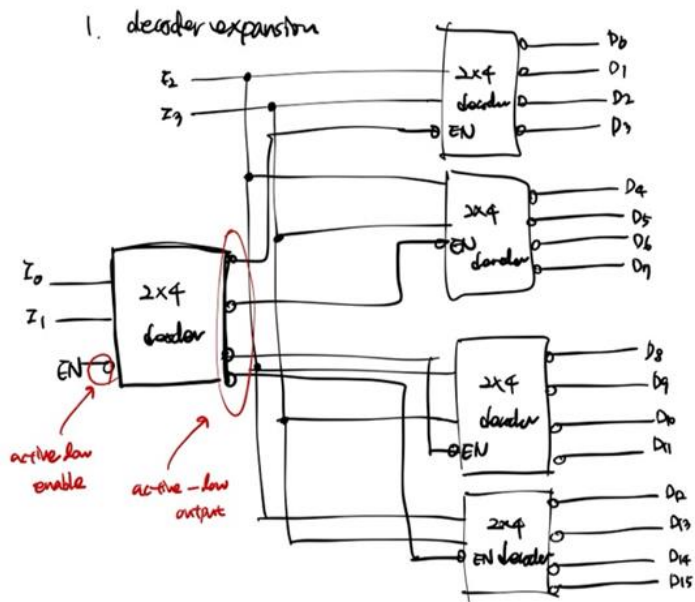 1. decoder expansion
I2
I3
2x4
decoder
EN
D0
D1
D2
D3
2x4
decoder
EN
D4
D5
D6
D7
I0
I1
EN
2x4
decoder
active low
enable
active-low
output
2x4
decoder
EN
D8
D9
D10
D11
2x4
EN decoder
D12
D13
D14
D15